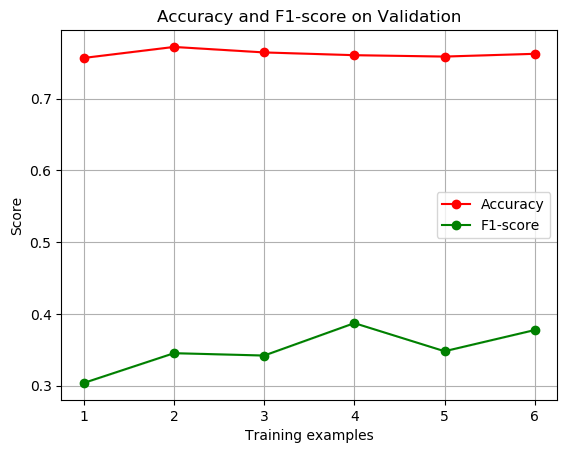 Accuracy and F1-score on Validation
0.7
0.6
0.5
0.4
0.3
Score
Accuracy
F1-score
1 2 3 4 5 6
Training examples